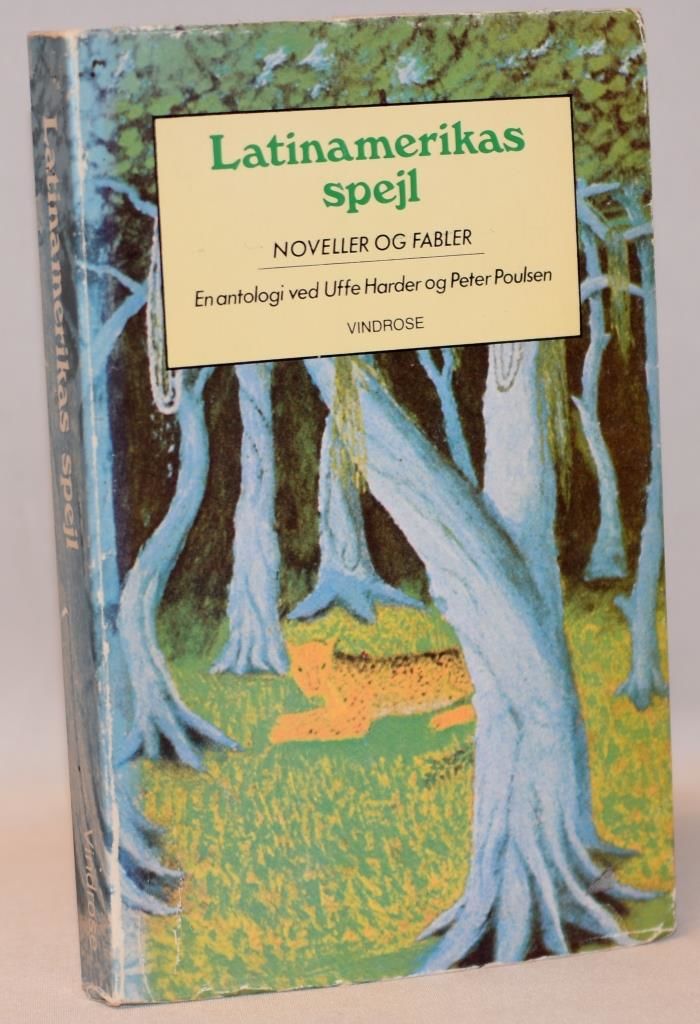 Latinamerikas
spejl
NOVELLER OG FABLER
En antologi ved Uffe Harder og Peter Poulsen
VINDROSE
Latinamerikas spejl
Vindrose